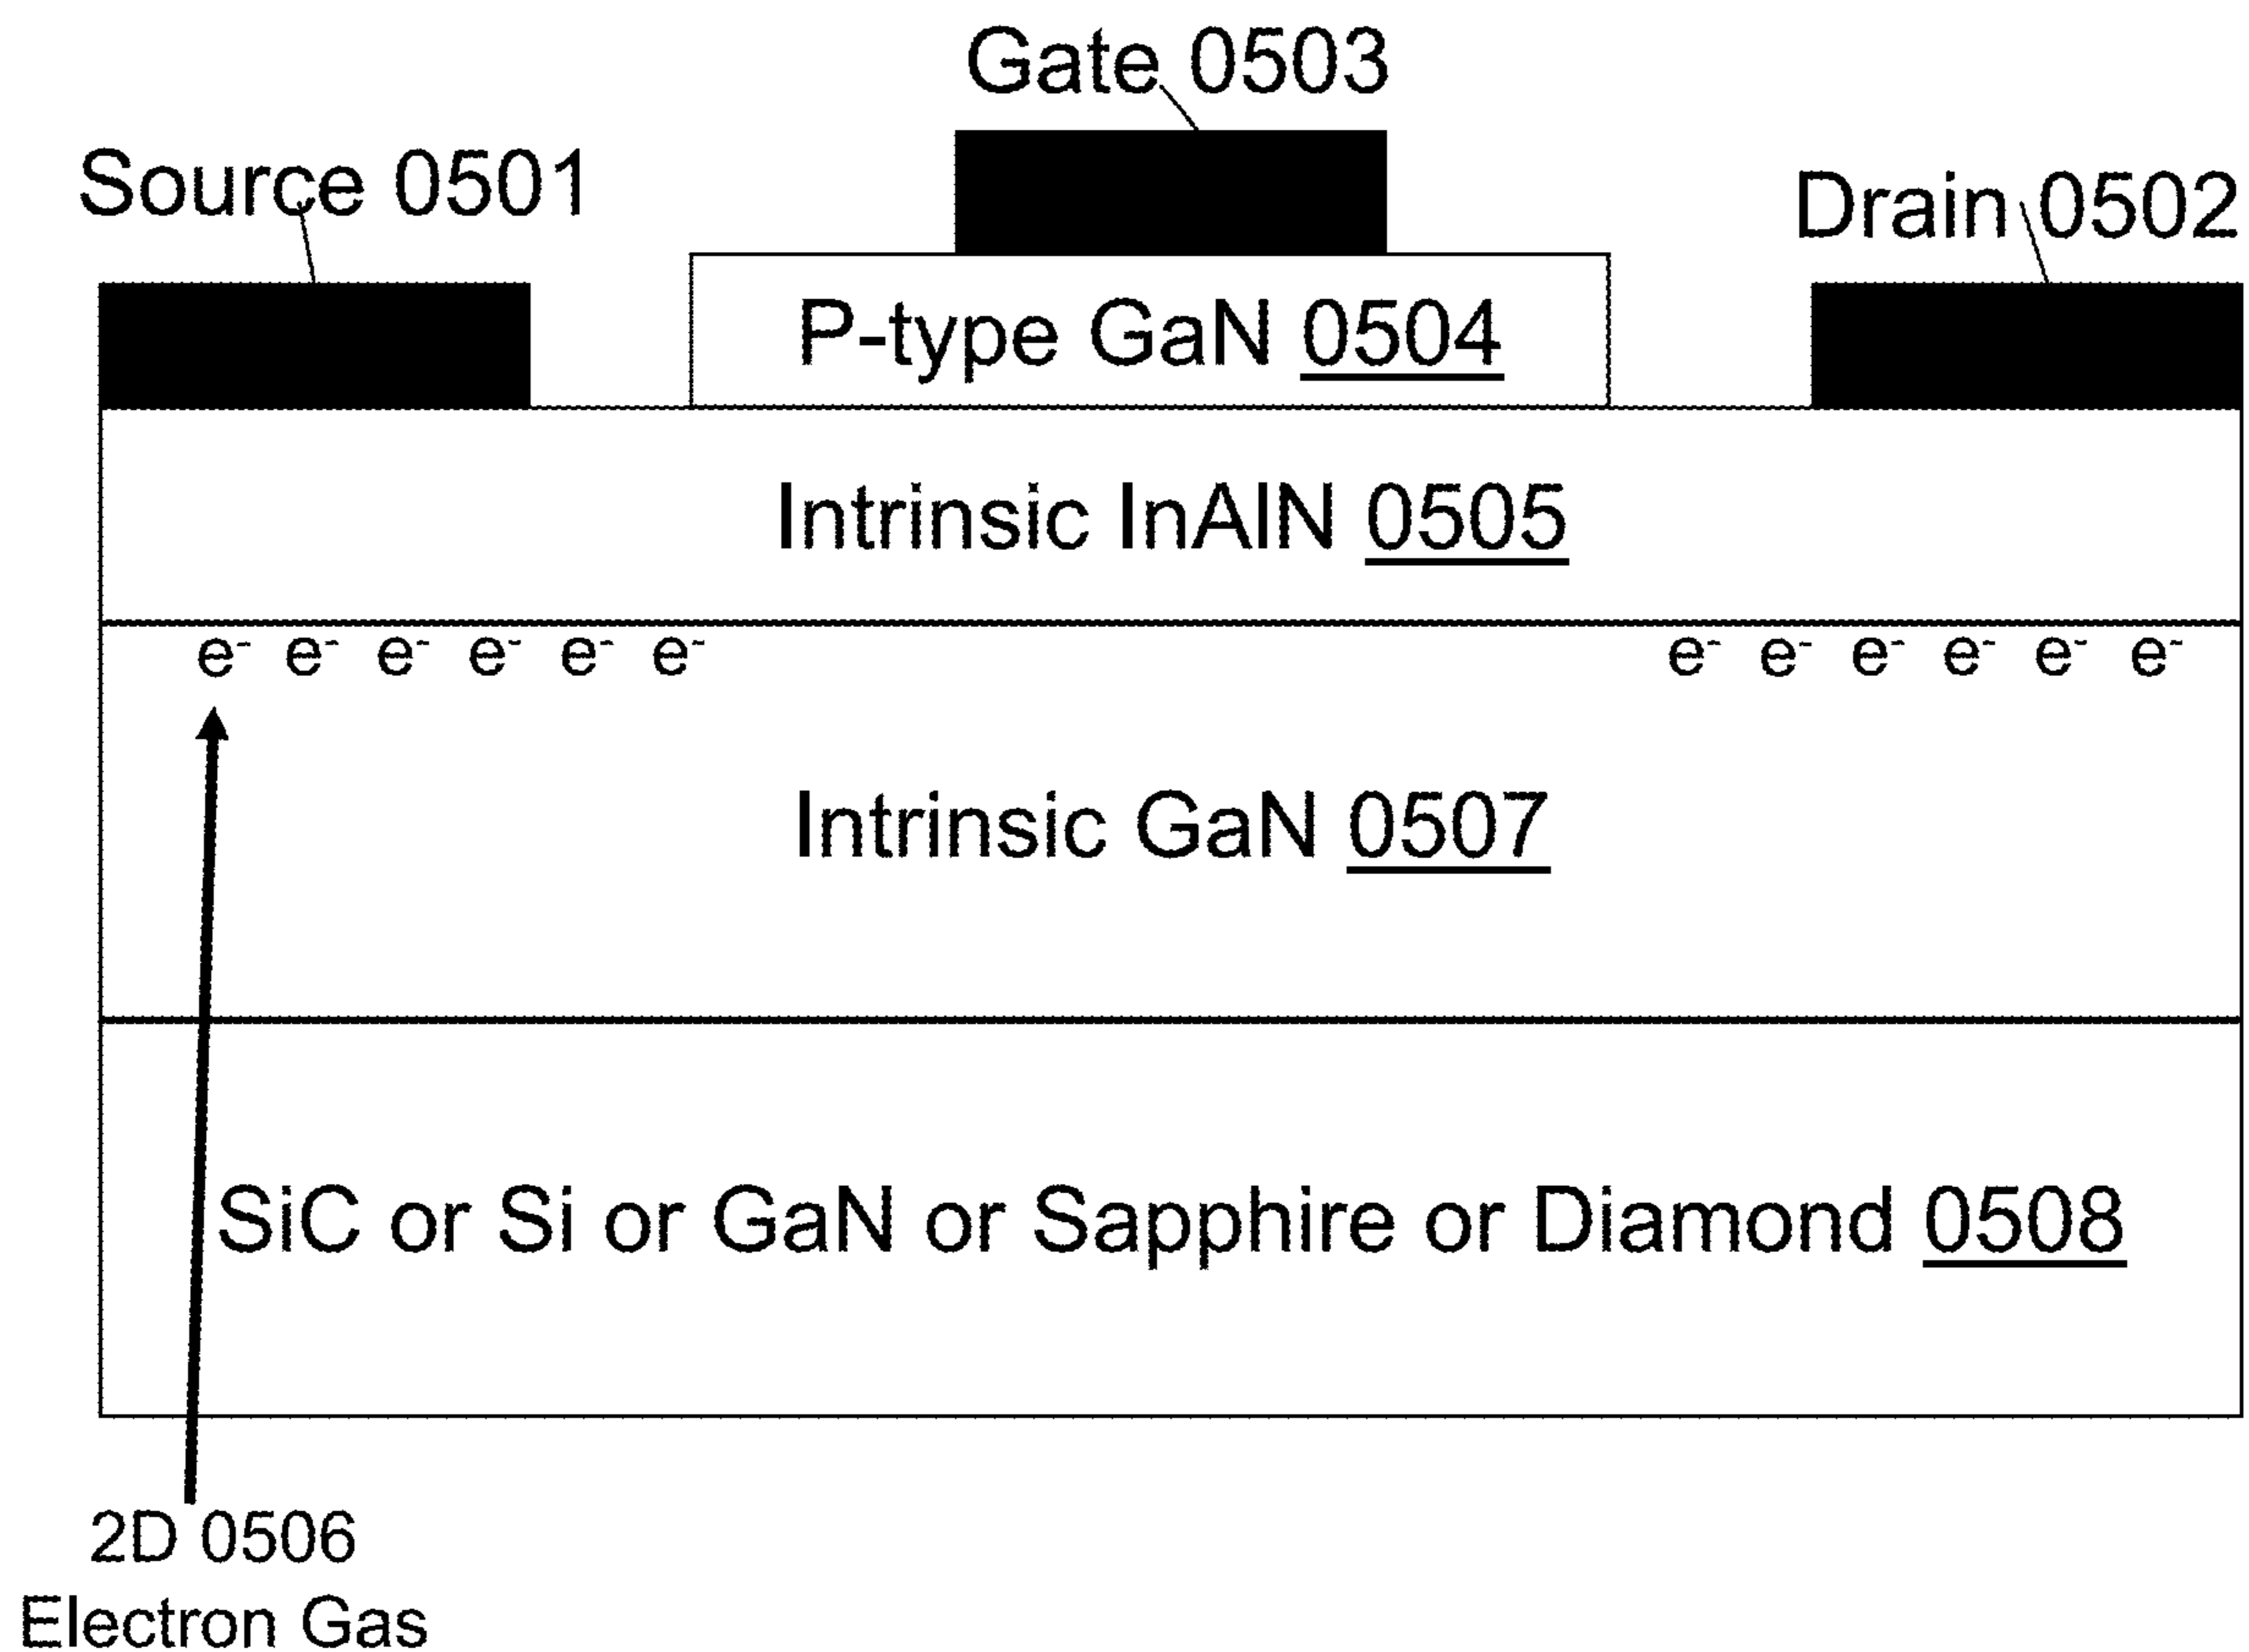 Gate 0503
Source 0501
Drain 0502
P-type GaN 0504
Intrinsic InAlN 0505
e- e- e- e- e- e- e- e- e- e- e- e-
Intrinsic GaN 0507
SiC or Si or GaN or Sapphire or Diamond 0508
2D 0506
Electron Gas